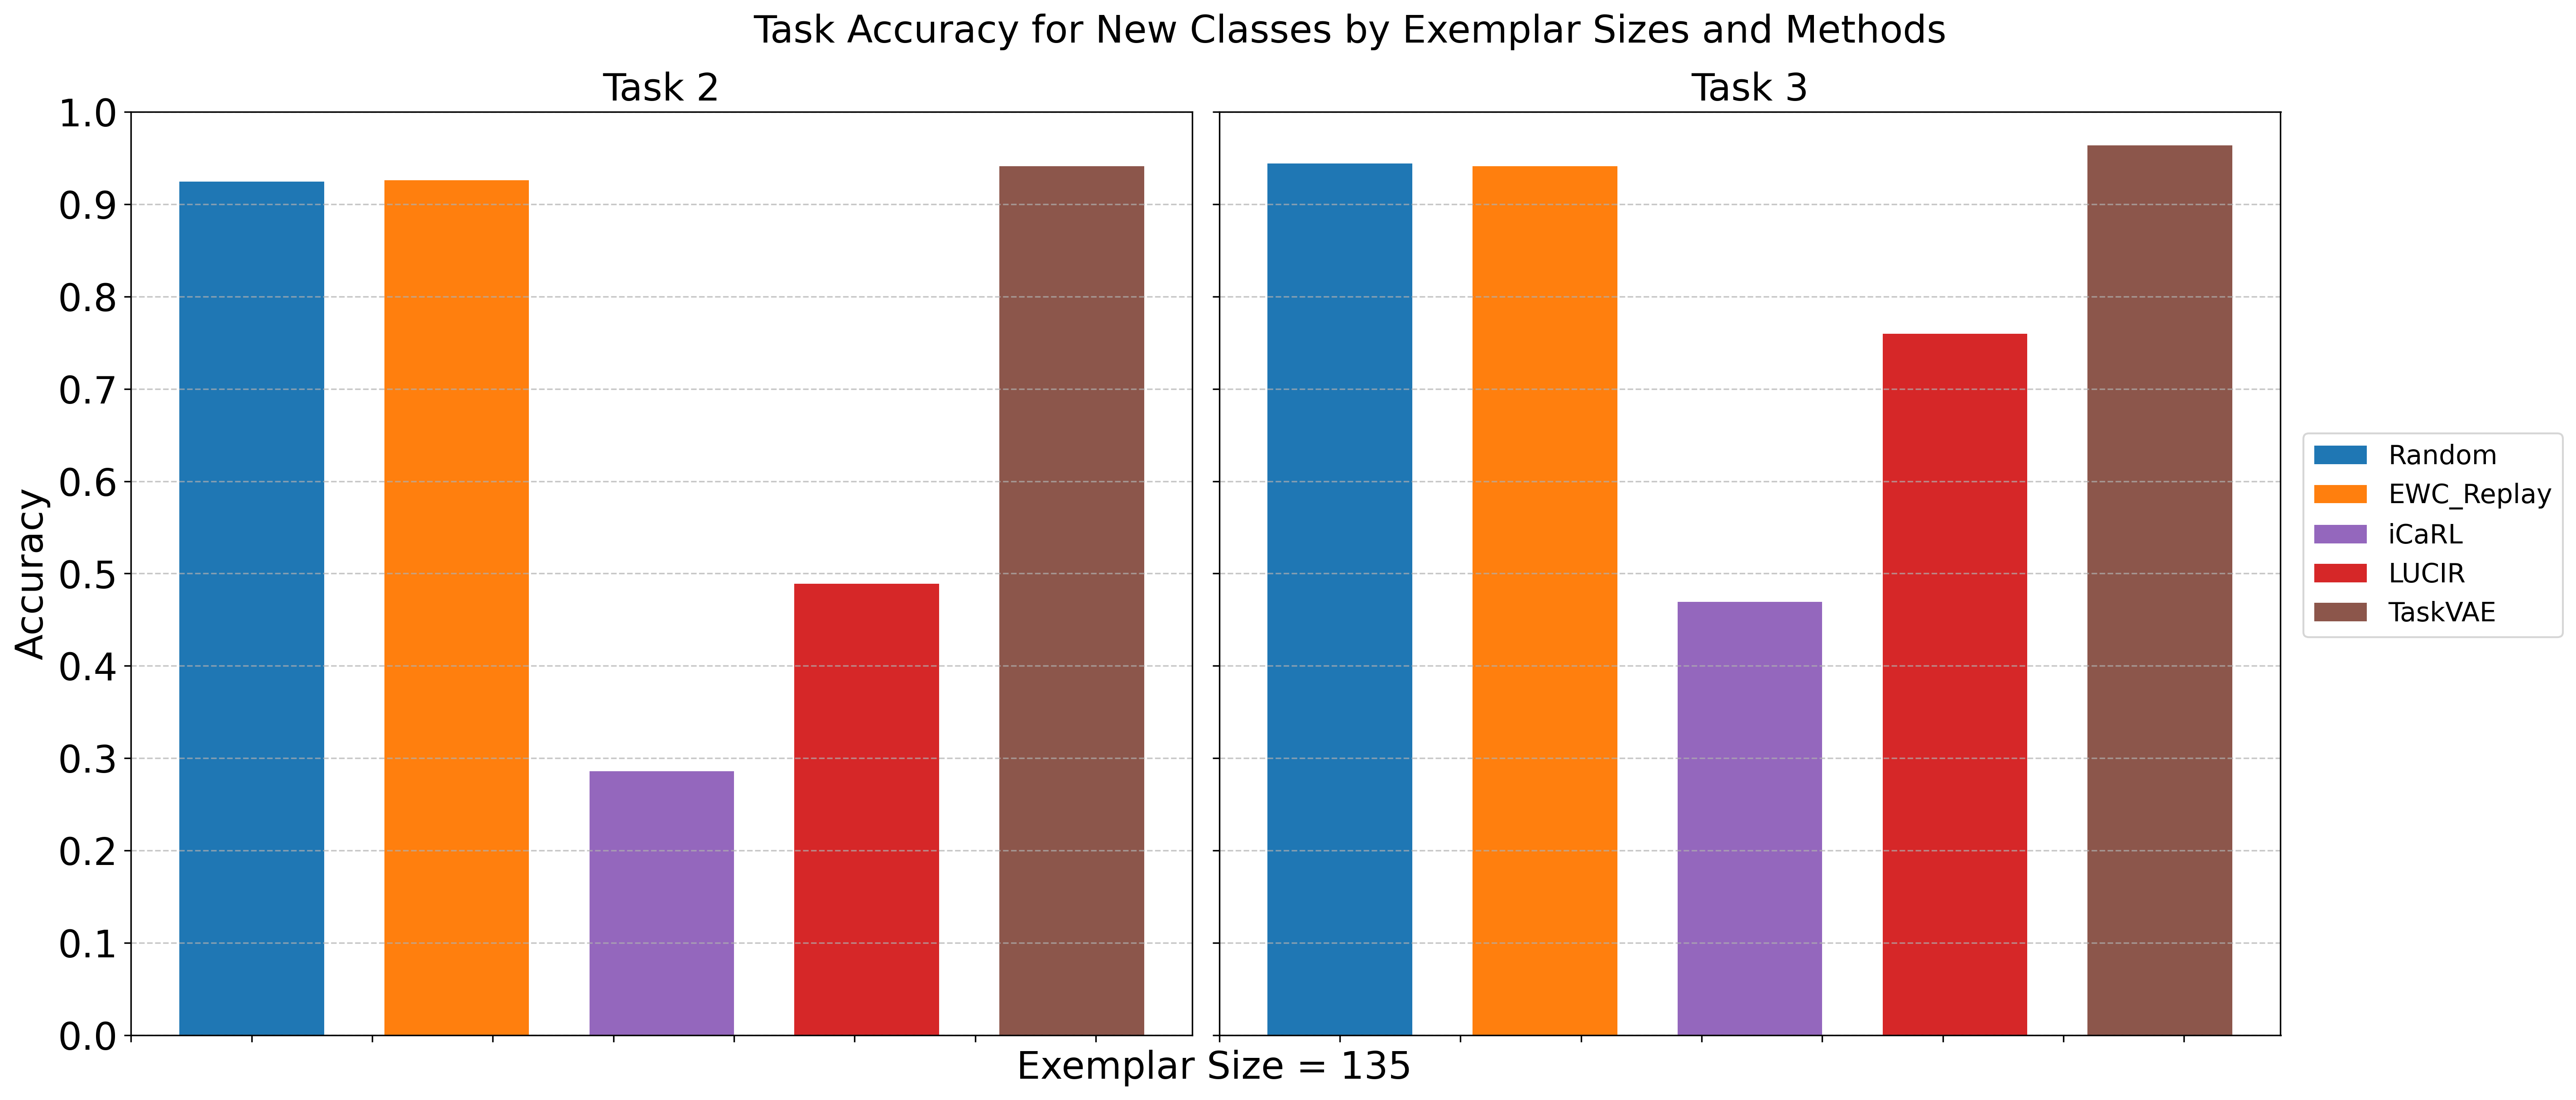 Task Accuracy for New Classes by Exemplar Sizes and Methods
Task 2
Task 3
1.0
0.9
0.8
0.7
0.6
0.5
0.4
0.3
0.2
0.1
0.0
Accuracy
Exemplar Size = 135
Random
EWC_Replay
iCaRL
LUCIR
TaskVAE